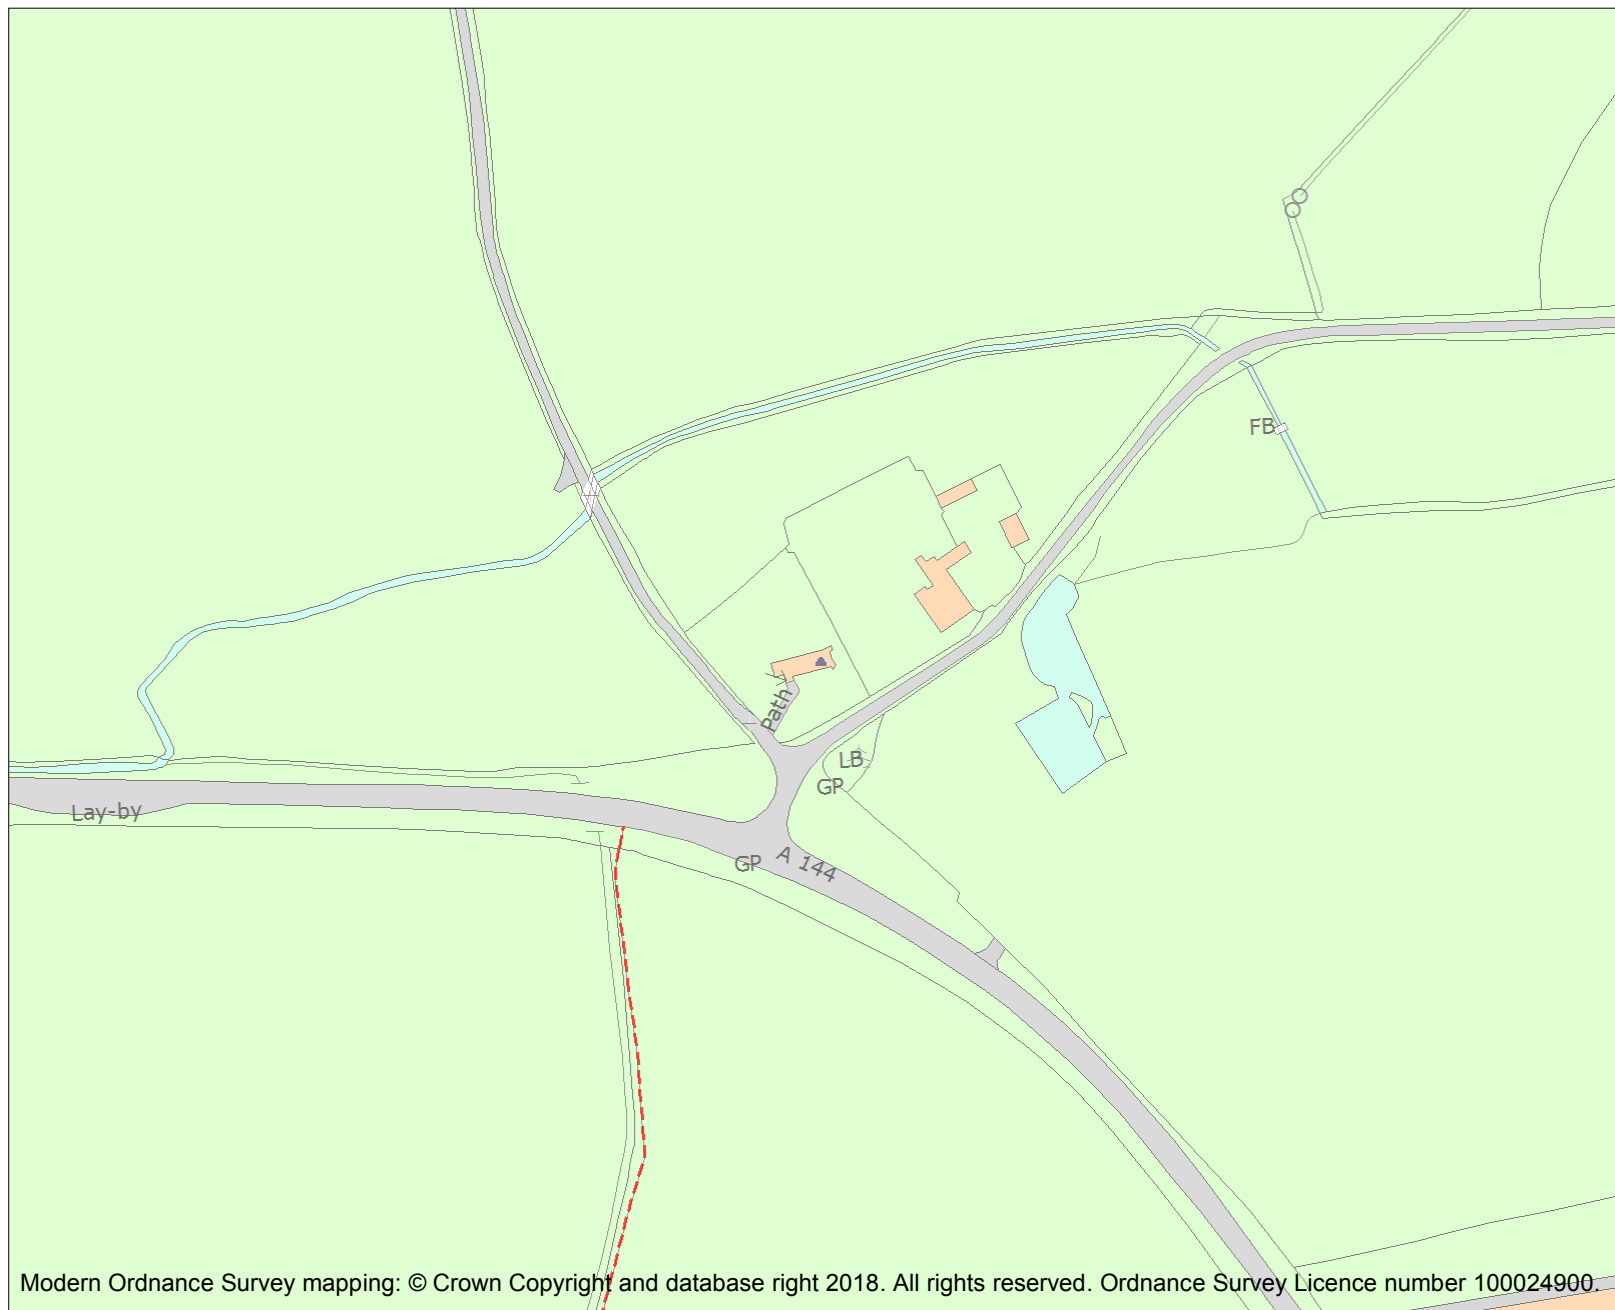 FB
Path
LB
GP
Lay-by
GP
A 144
Modern Ordnance Survey mapping: © Crown Copyright and database right 2018. All rights reserved. Ordnance Survey Licence number 100024900.